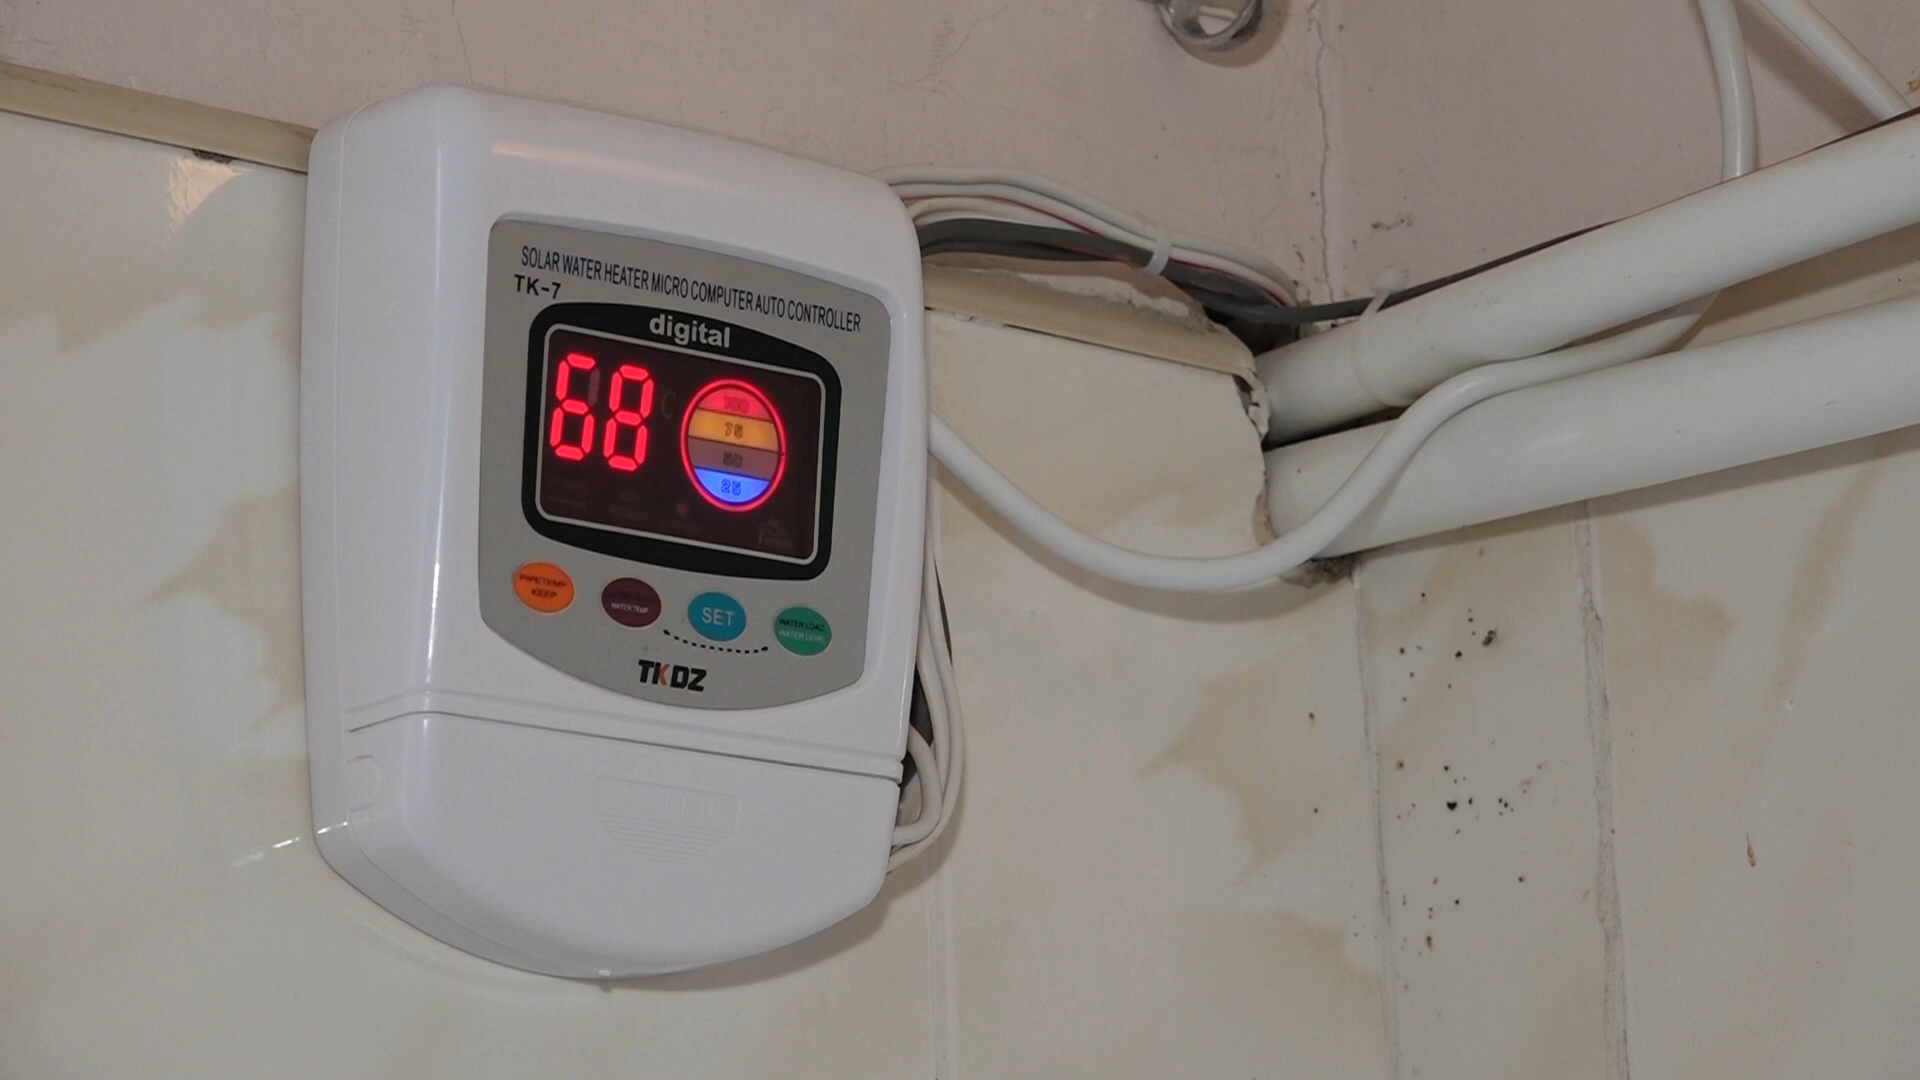 SOLAR WATER HEATER MICRO COMPUTER AUTO CONTROLLER
TK-7
digital
68
100
75
50
25
PIPETEMP
KEEP
WATER TEMP
SET
WATER LOAD
WATER LEVEL
TKDZ